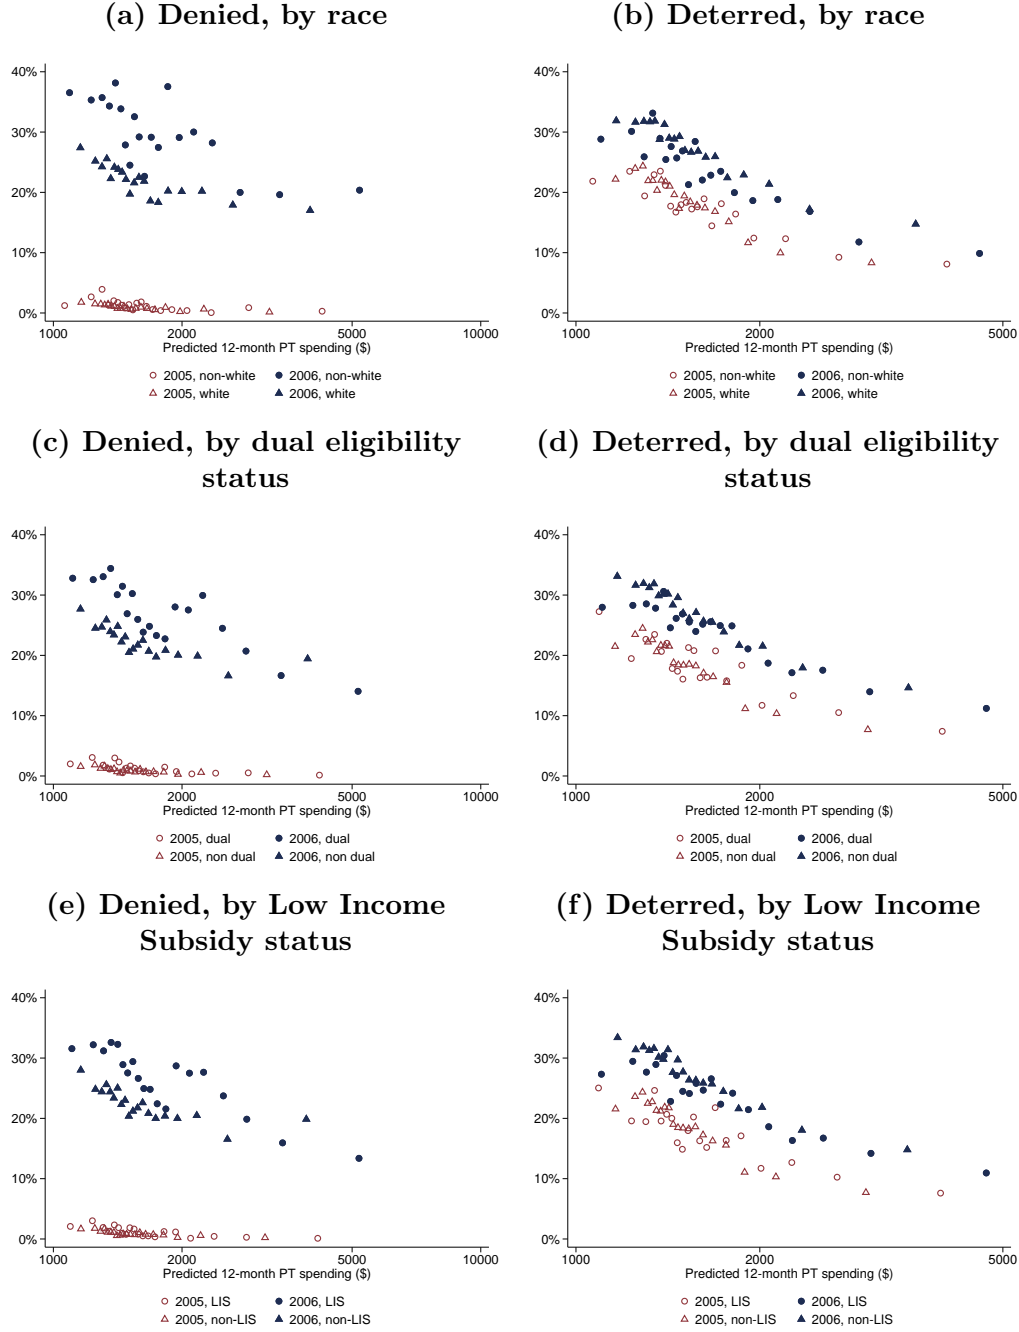 (a) Denied, by race
40%
30%
20%
10%
0%
1000 2000 5000 10000
Predicted 12-month PT spending ($)
2005, non-white 2006, non-white
2005, white 2006, white
(b) Deterred, by race
40%
30%
20%
10%
0%
1000 2000 5000
Predicted 12-month PT spending ($)
2005, non-white 2006, non-white
2005, white 2006, white
(c) Denied, by dual eligibility
status
40%
30%
20%
10%
0%
1000 2000 5000 10000
Predicted 12-month PT spending ($)
2005, dual 2006, dual
2005, non dual 2006, non dual
(d) Deterred, by dual eligibility
status
40%
30%
20%
10%
0%
1000 2000 5000
Predicted 12-month PT spending ($)
2005, dual 2006, dual
2005, non dual 2006, non dual
(e) Denied, by Low Income
Subsidy status
40%
30%
20%
10%
0%
1000 2000 5000 10000
Predicted 12-month PT spending ($)
2005, LIS 2006, LIS
2005, non-LIS 2006, non-LIS
(f) Deterred, by Low Income
Subsidy status
40%
30%
20%
10%
0%
1000 2000 5000
Predicted 12-month PT spending ($)
2005, LIS 2006, LIS
2005, non-LIS 2006, non-LIS